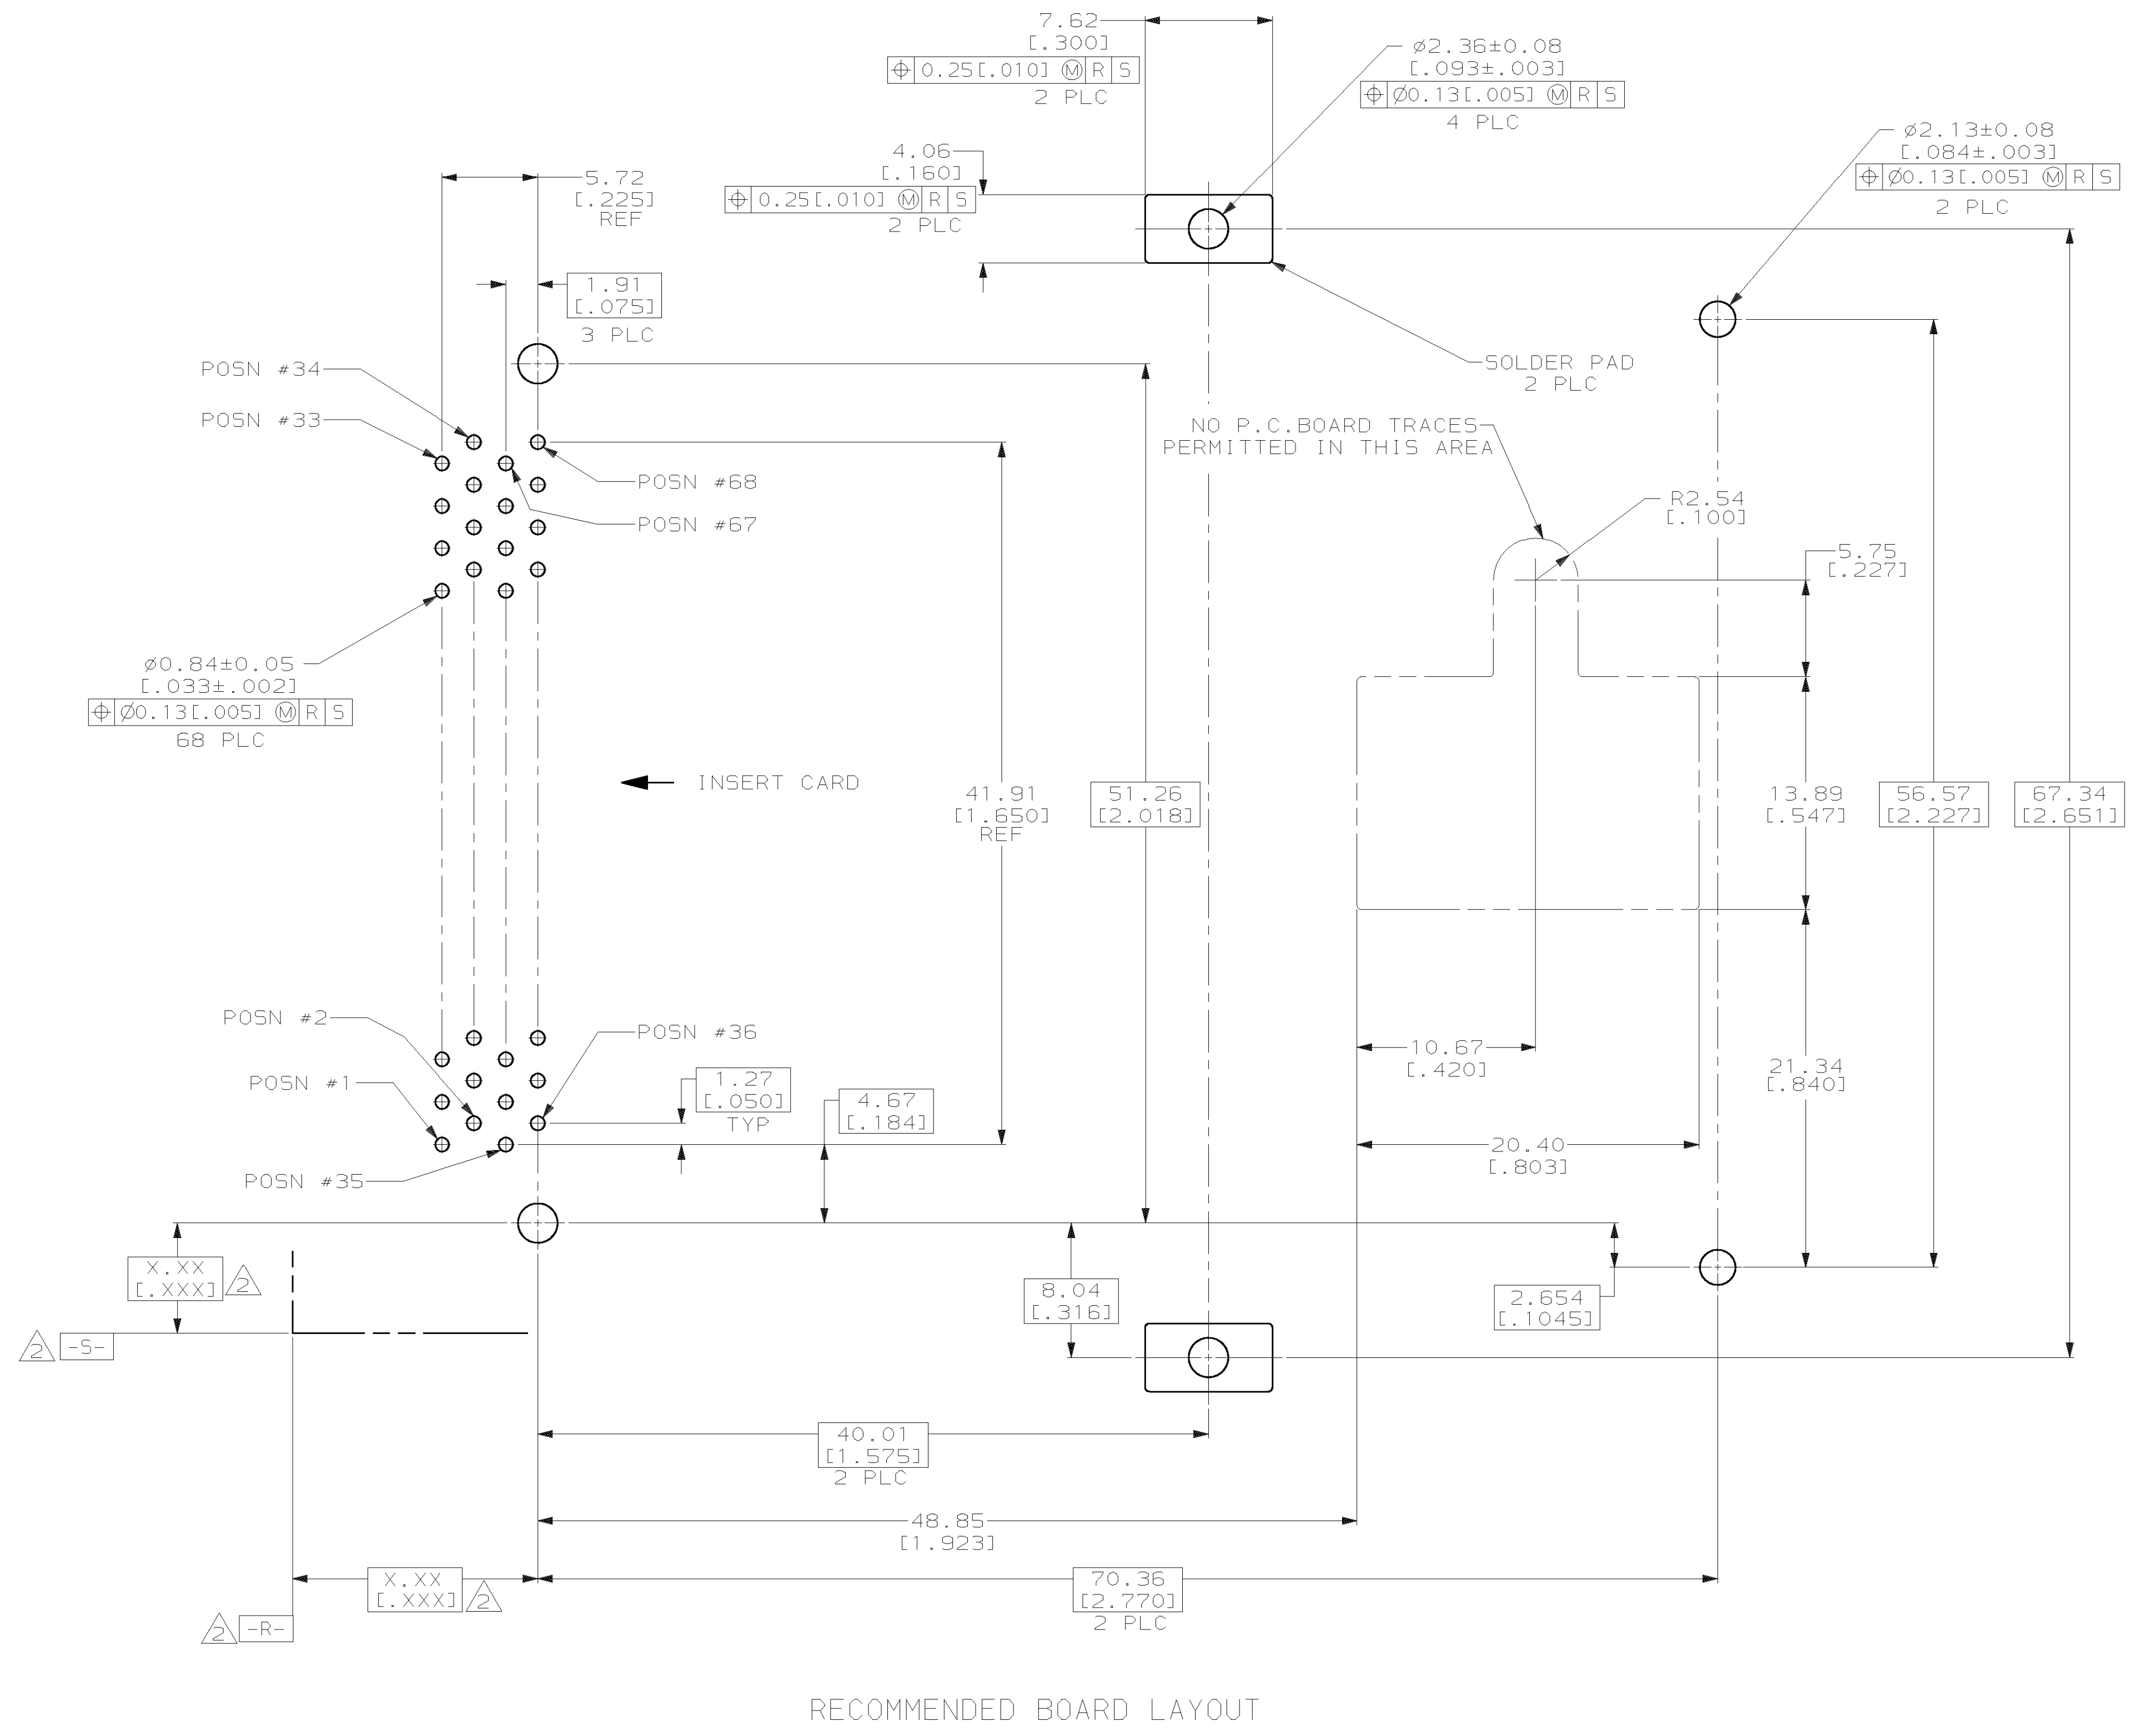 7.62
[.300]
⌖ 0.25[.010] Ⓜ R S
2 PLC
⌀2.36±0.08
[.093±.003]
⌖ ⌀0.13[.005] Ⓜ R S
4 PLC
⌀2.13±0.08
[.084±.003]
⌖ ⌀0.13[.005] Ⓜ R S
2 PLC
4.06
[.160]
⌖ 0.25[.010] Ⓜ R S
2 PLC
5.72
[.225]
REF
1.91
[.075]
3 PLC
POSN #34
POSN #33
SOLDER PAD
2 PLC
NO P.C.BOARD TRACES
PERMITTED IN THIS AREA
POSN #68
POSN #67
R2.54
[.100]
5.75
[.227]
⌀0.84±0.05
[.033±.002]
⌖ ⌀0.13[.005] Ⓜ R S
68 PLC
INSERT CARD
41.91
[1.650]
REF
51.26
[2.018]
13.89
[.547]
56.57
[2.227]
67.34
[2.651]
POSN #2
POSN #36
POSN #1
1.27
[.050]
TYP
4.67
[.184]
10.67
[.420]
21.34
[.840]
20.40
[.803]
POSN #35
X.XX
[.XXX]
2
8.04
[.316]
2.654
[.1045]
2
-S-
40.01
[1.575]
2 PLC
48.85
[1.923]
X.XX
[.XXX]
2
70.36
[2.770]
2 PLC
2
-R-
RECOMMENDED BOARD LAYOUT